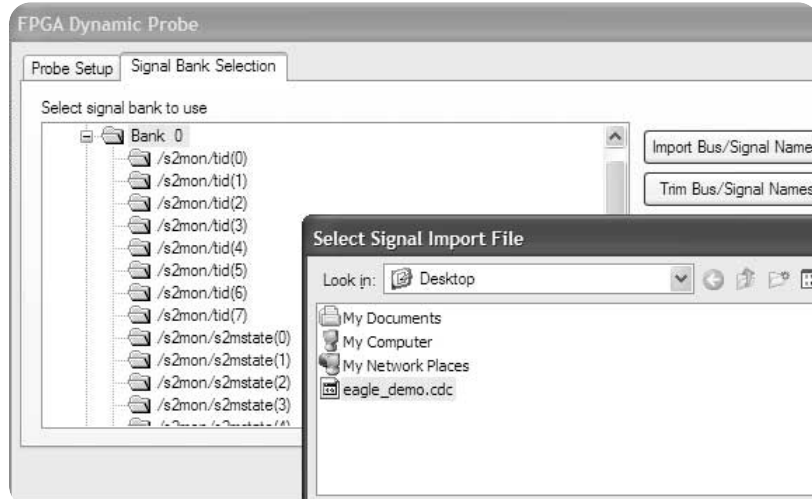 FPGA Dynamic Probe
Probe Setup
Signal Bank Selection
Select signal bank to use
Bank 0
/s2mon/tid(0)
/s2mon/tid(1)
/s2mon/tid(2)
/s2mon/tid(3)
/s2mon/tid(4)
/s2mon/tid(5)
/s2mon/tid(6)
/s2mon/tid(7)
/s2mon/s2mstate(0)
/s2mon/s2mstate(1)
/s2mon/s2mstate(2)
/s2mon/s2mstate(3)
Import Bus/Signal Name
Trim Bus/Signal Names
Select Signal Import File
Look in:
Desktop
My Documents
My Computer
My Network Places
eagle_demo.cdc